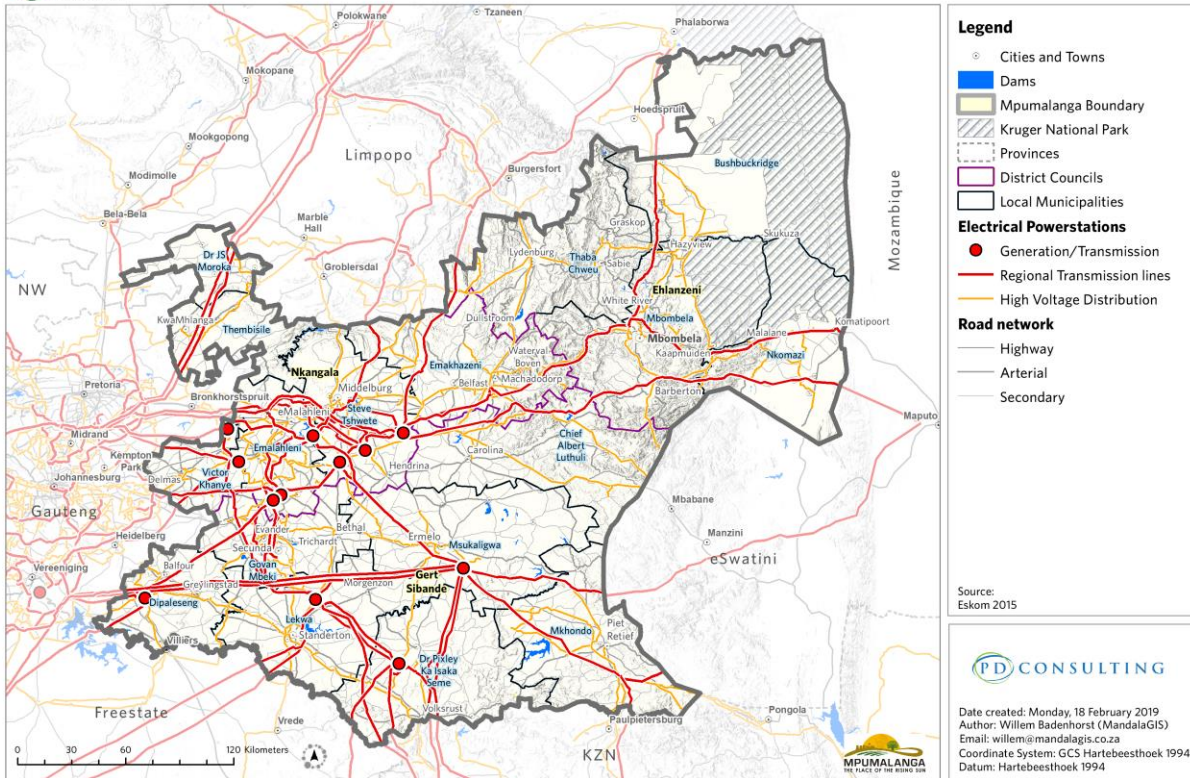 Polokwane
Tzaneen
Phalaborwa
Mokopane
Hoedspruit
Mookgopong
Limpopo
Bushbuckridge
Modimolle
Burgersfort
Mozambique
Bela-Bela
Marble
Hall
Graskop
Skukuza
Dr JS
Moroka
Groblersdal
Lydenburg
Thaba
Chweu
Sabie
Hazyview
NW
Ehlanzeni
White River
KwaMhlanga
Thembisile
Dullstroom
Mbombela
Komatipoort
Malalane
Mbombela
Waterval
Boven
Kaapmuiden
Nkomazi
Nkangala
Emakhazeni
Pretoria
Belfast
Machadodorp
Middelburg
Bronkhorstspruit
Barberton
eMalahleni
Steve
Tshwete
Maputo
Midrand
Emalahleni
Chief
Albert
Luthuli
Kempton
Park
Carolina
Victor
Khanye
Hendrina
Delmas
Johannesburg
Mbabane
Gauteng
Evander
Bethal
Manzini
Heidelberg
Trichardt
Ermelo
Secunda
Msukaligwa
eSwatini
Balfour
Govan
Mbeki
Vereeniging
Greylingstad
Morgenzon
Gert
Sibande
Dipaleseng
Lekwa
Piet
Retief
Standerton
Mkhondo
Villiers
Dr Pixley
Ka Isaka
Seme
Volksrust
Freestate
Vrede
Paulpietersburg
Pongola
KZN
0 30 60 120 Kilometers
MPUMALANGA
THE PLACE OF THE RISING SUN
Legend
Cities and Towns
Dams
Mpumalanga Boundary
Kruger National Park
Provinces
District Councils
Local Municipalities
Electrical Powerstations
Generation/Transmission
Regional Transmission lines
High Voltage Distribution
Road network
Highway
Arterial
Secondary
Source:
Eskom 2015
PD CONSULTING
Date created: Monday, 18 February 2019
Author: Willem Badenhorst (MandalaGIS)
Email: willem@mandalagis.co.za
Coordinate System: GCS Hartebeesthoek 1994
Datum: Hartebeesthoek 1994